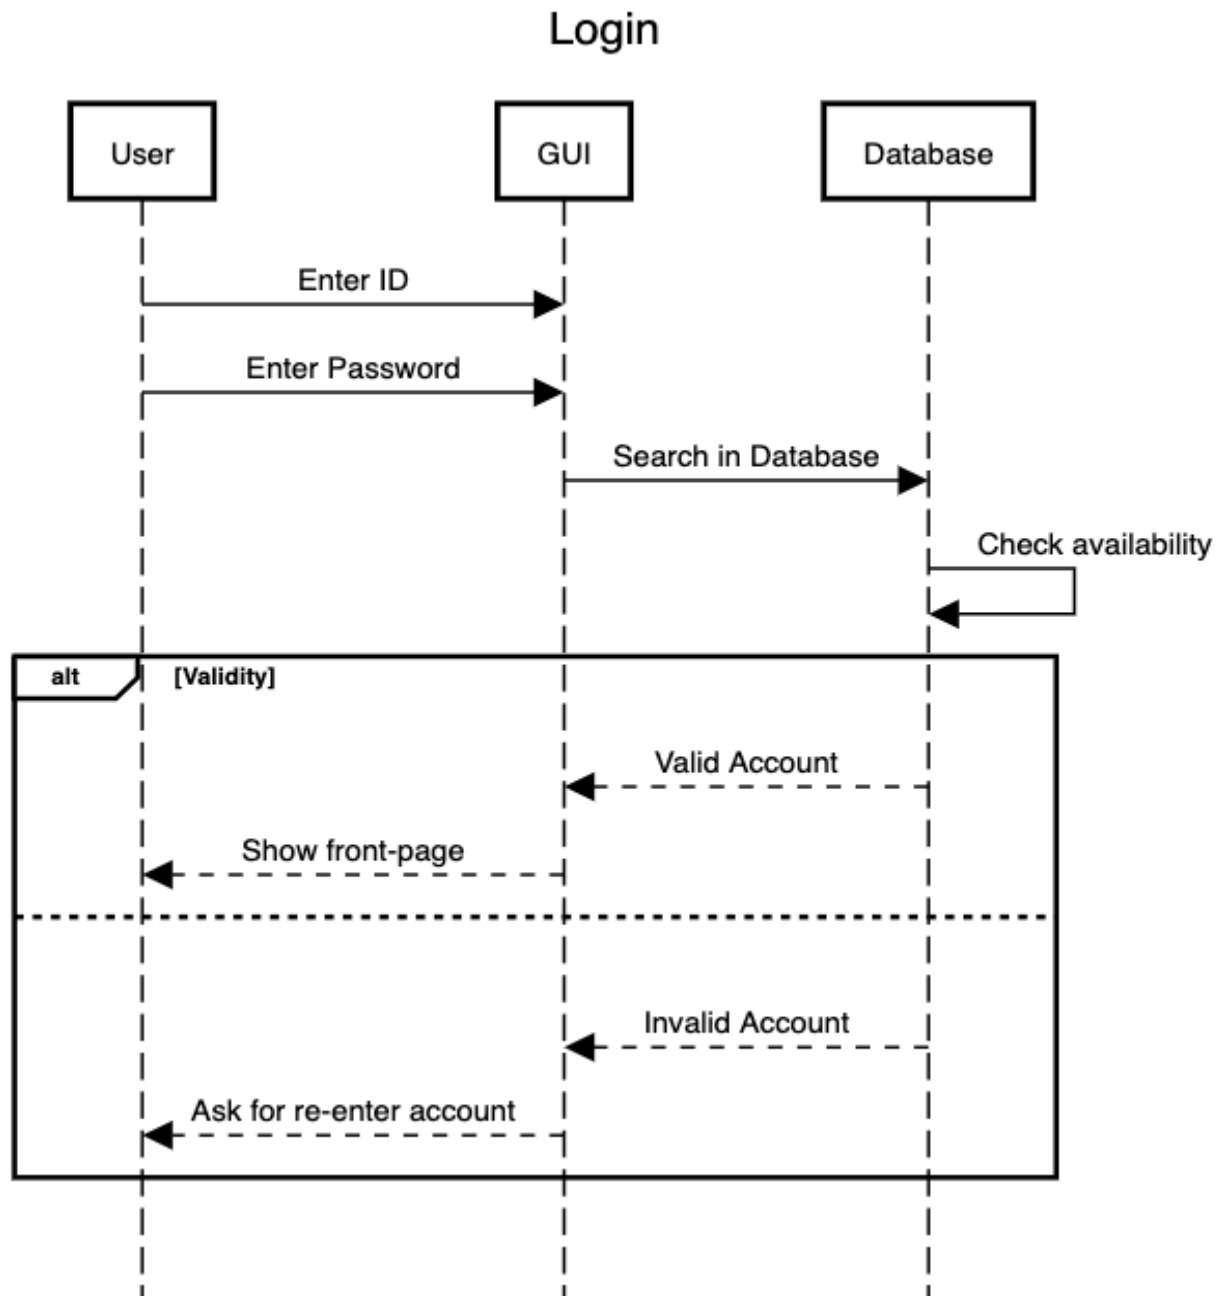 Login
User
GUI
Database
Enter ID
Enter Password
Search in Database
Check availability
alt
[Validity]
Valid Account
Show front-page
Invalid Account
Ask for re-enter account